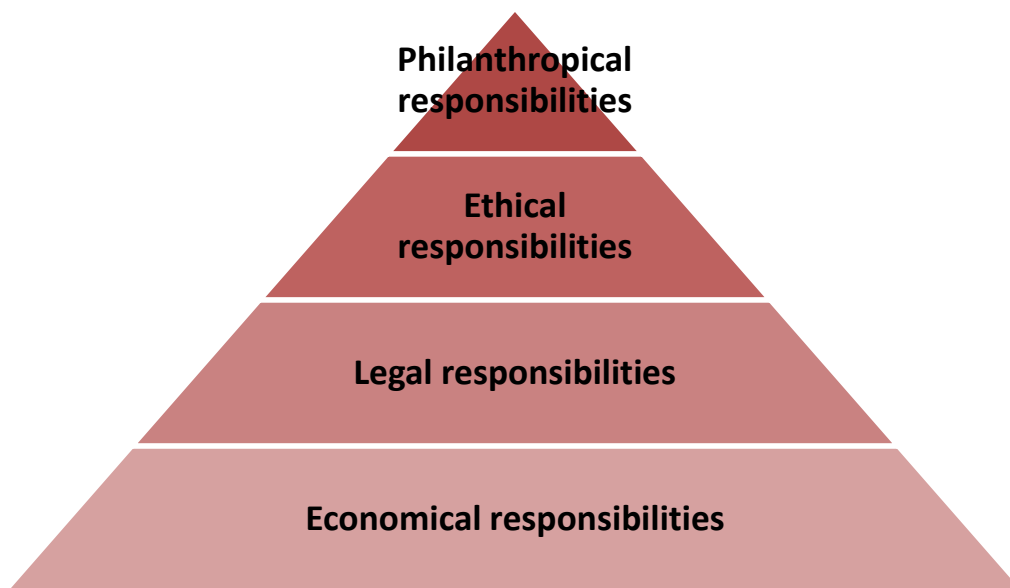 Philanthropical
responsibilities
Ethical
responsibilities
Legal responsibilities
Economical responsibilities